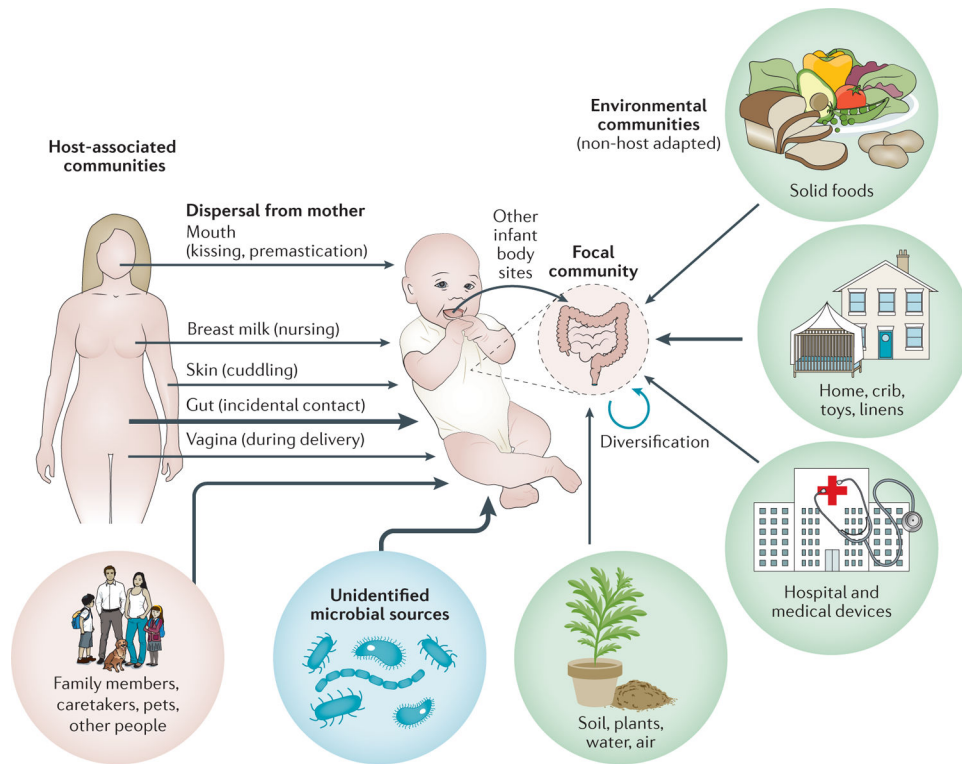 Host-associated
communities
Dispersal from mother
Mouth
(kissing, premastication)
Breast milk (nursing)
Skin (cuddling)
Gut (incidental contact)
Vagina (during delivery)
Other
infant
body
sites
Focal
community
Diversification
Environmental
communities
(non-host adapted)
Solid foods
Home, crib,
toys, linens
Hospital and
medical devices
Family members,
caretakers, pets,
other people
Unidentified
microbial sources
Soil, plants,
water, air